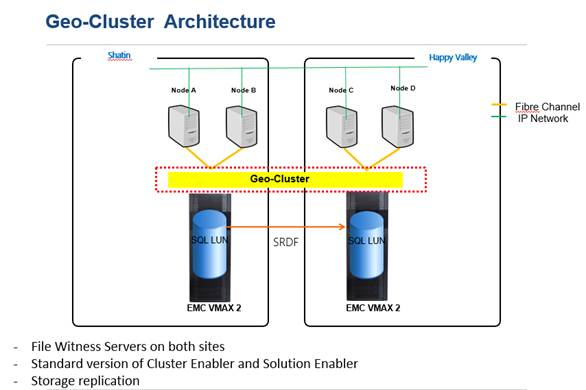 Geo-Cluster Architecture
Shatin
Happy Valley
Node A
Node B
Node C
Node D
Fibre Channel
IP Network
Geo-Cluster
SQL LUN
SRDF
SQL LUN
EMC VMAX 2
EMC VMAX 2
- File Witness Servers on both sites
- Standard version of Cluster Enabler and Solution Enabler
- Storage replication